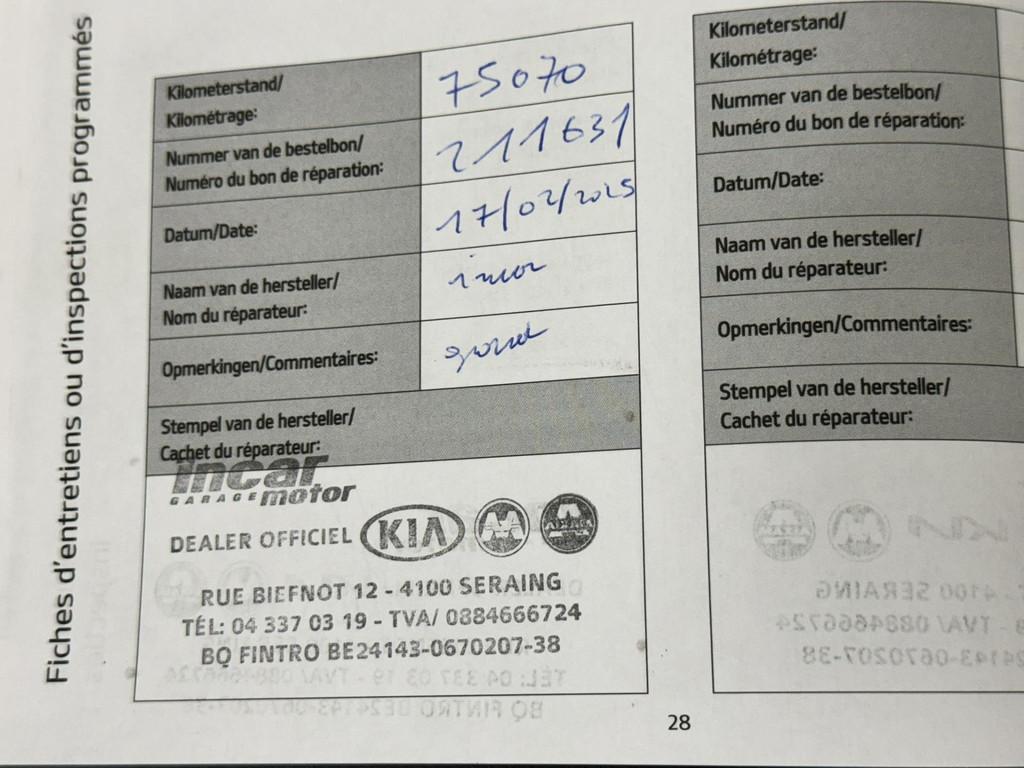 Fiches d'entretiens ou d'inspections programmés
Kilometerstand/
Kilométrage:
75070
Nummer van de bestelbon/
Numéro du bon de réparation:
211631
Datum/Date:
17/02/2025
Naam van de hersteller/
Nom du réparateur:
incar
Opmerkingen/Commentaires:
Stempel van de hersteller/
Cachet du réparateur:
incar
GARAGE motor
DEALER OFFICIEL KIA
RUE BIEFNOT 12 - 4100 SERAING
TÉL: 04 337 03 19 - TVA/ 0884666724
BQ FINTRO BE24143-0670207-38
Kilometerstand/
Kilométrage:
Nummer van de bestelbon/
Numéro du bon de réparation:
Datum/Date:
Naam van de hersteller/
Nom du réparateur:
Opmerkingen/Commentaires:
Stempel van de hersteller/
Cachet du réparateur:
28